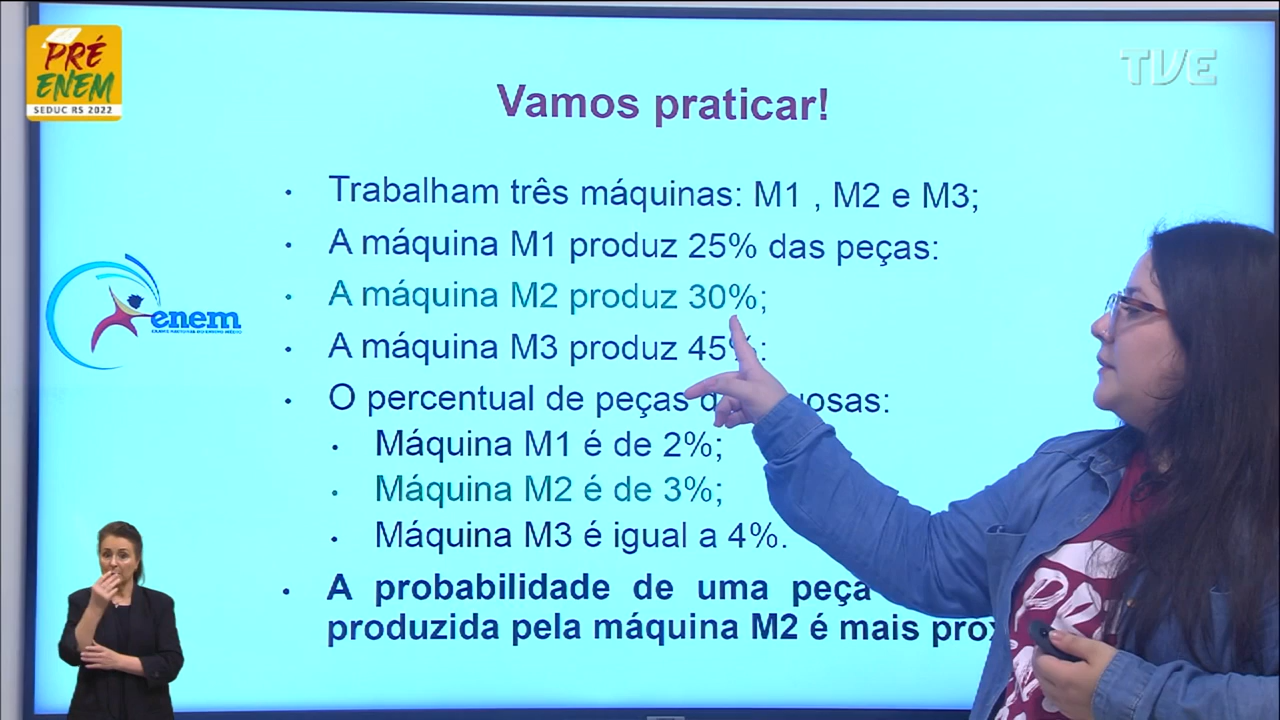 PRÉ
ENEM
SEDUC RS 2022
TVE
Vamos praticar!
• Trabalham três máquinas: M1 , M2 e M3;
• A máquina M1 produz 25% das peças:
• A máquina M2 produz 30%;
• A máquina M3 produz 45%:
enem
• O percentual de peças
• Máquina M1 é de 2%;
• Máquina M2 é de 3%;
• Máquina M3 é igual a 4%.
• A probabilidade de uma peça
produzida pela máquina M2 é mais